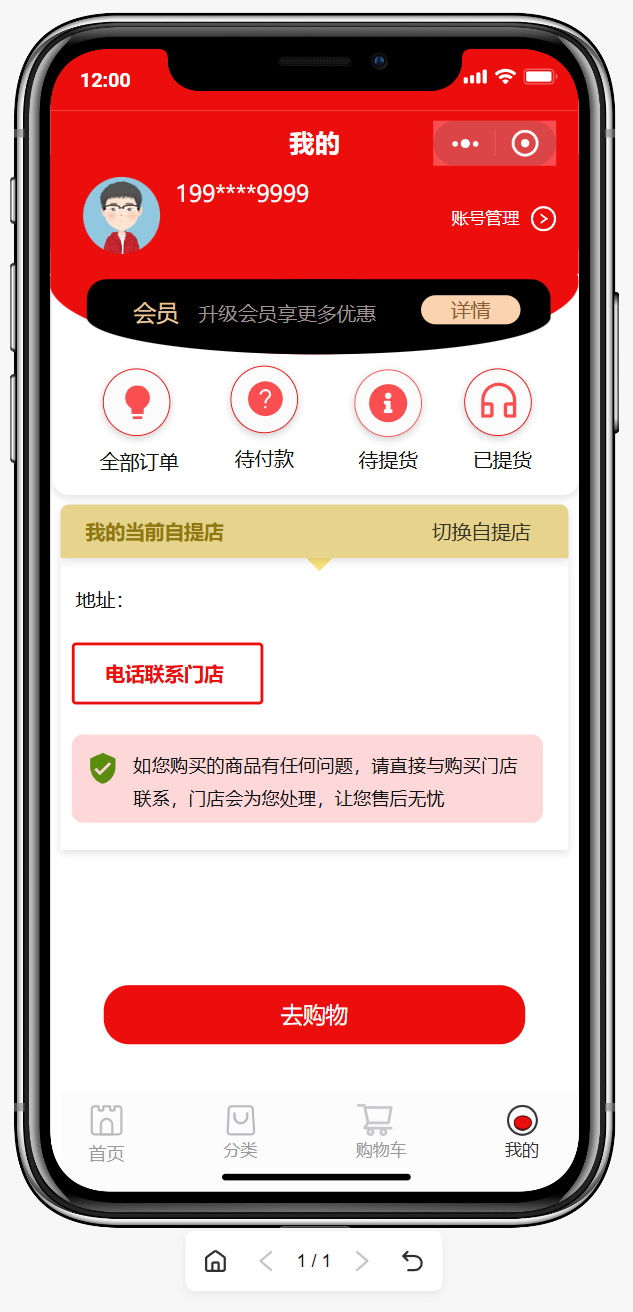 12:00
我的
199****9999
账号管理
会员 升级会员享更多优惠 详情
全部订单 待付款 待提货 已提货
我的当前自提店 切换自提店
地址：
电话联系门店
如您购买的商品有任何问题，请直接与购买门店
联系，门店会为您处理，让您售后无忧
去购物
首页 分类 购物车 我的
1 / 1